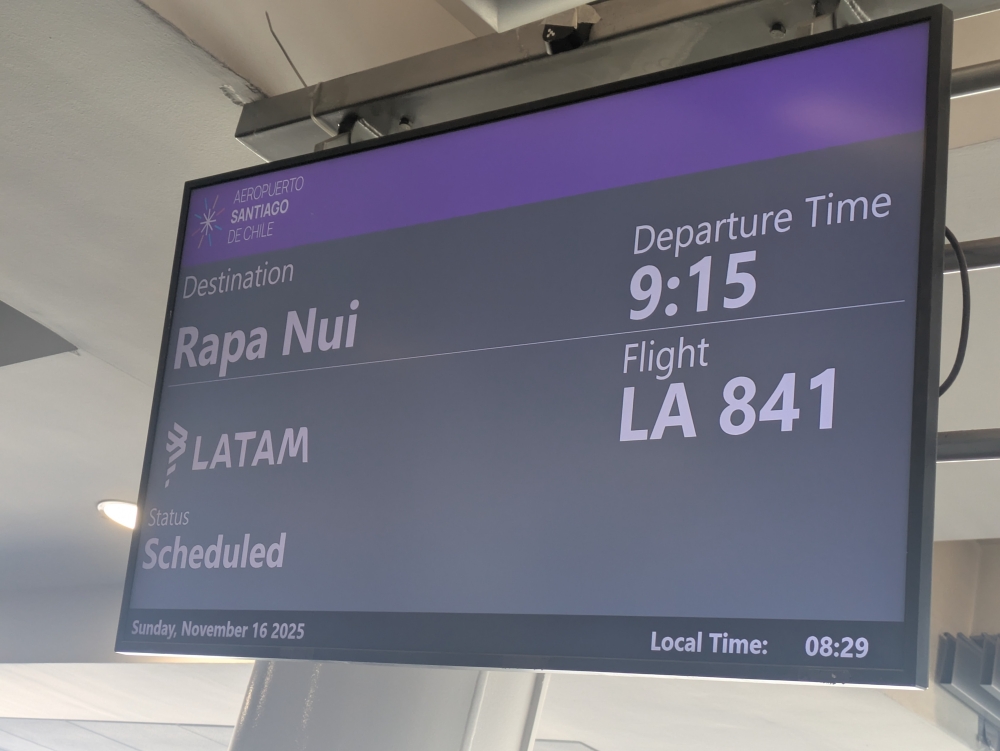 AEROPUERTO
SANTIAGO
DE CHILE
Destination
Rapa Nui
Departure Time
9:15
Flight
LA 841
LATAM
Status
Scheduled
Sunday, November 16 2025
Local Time: 08:29